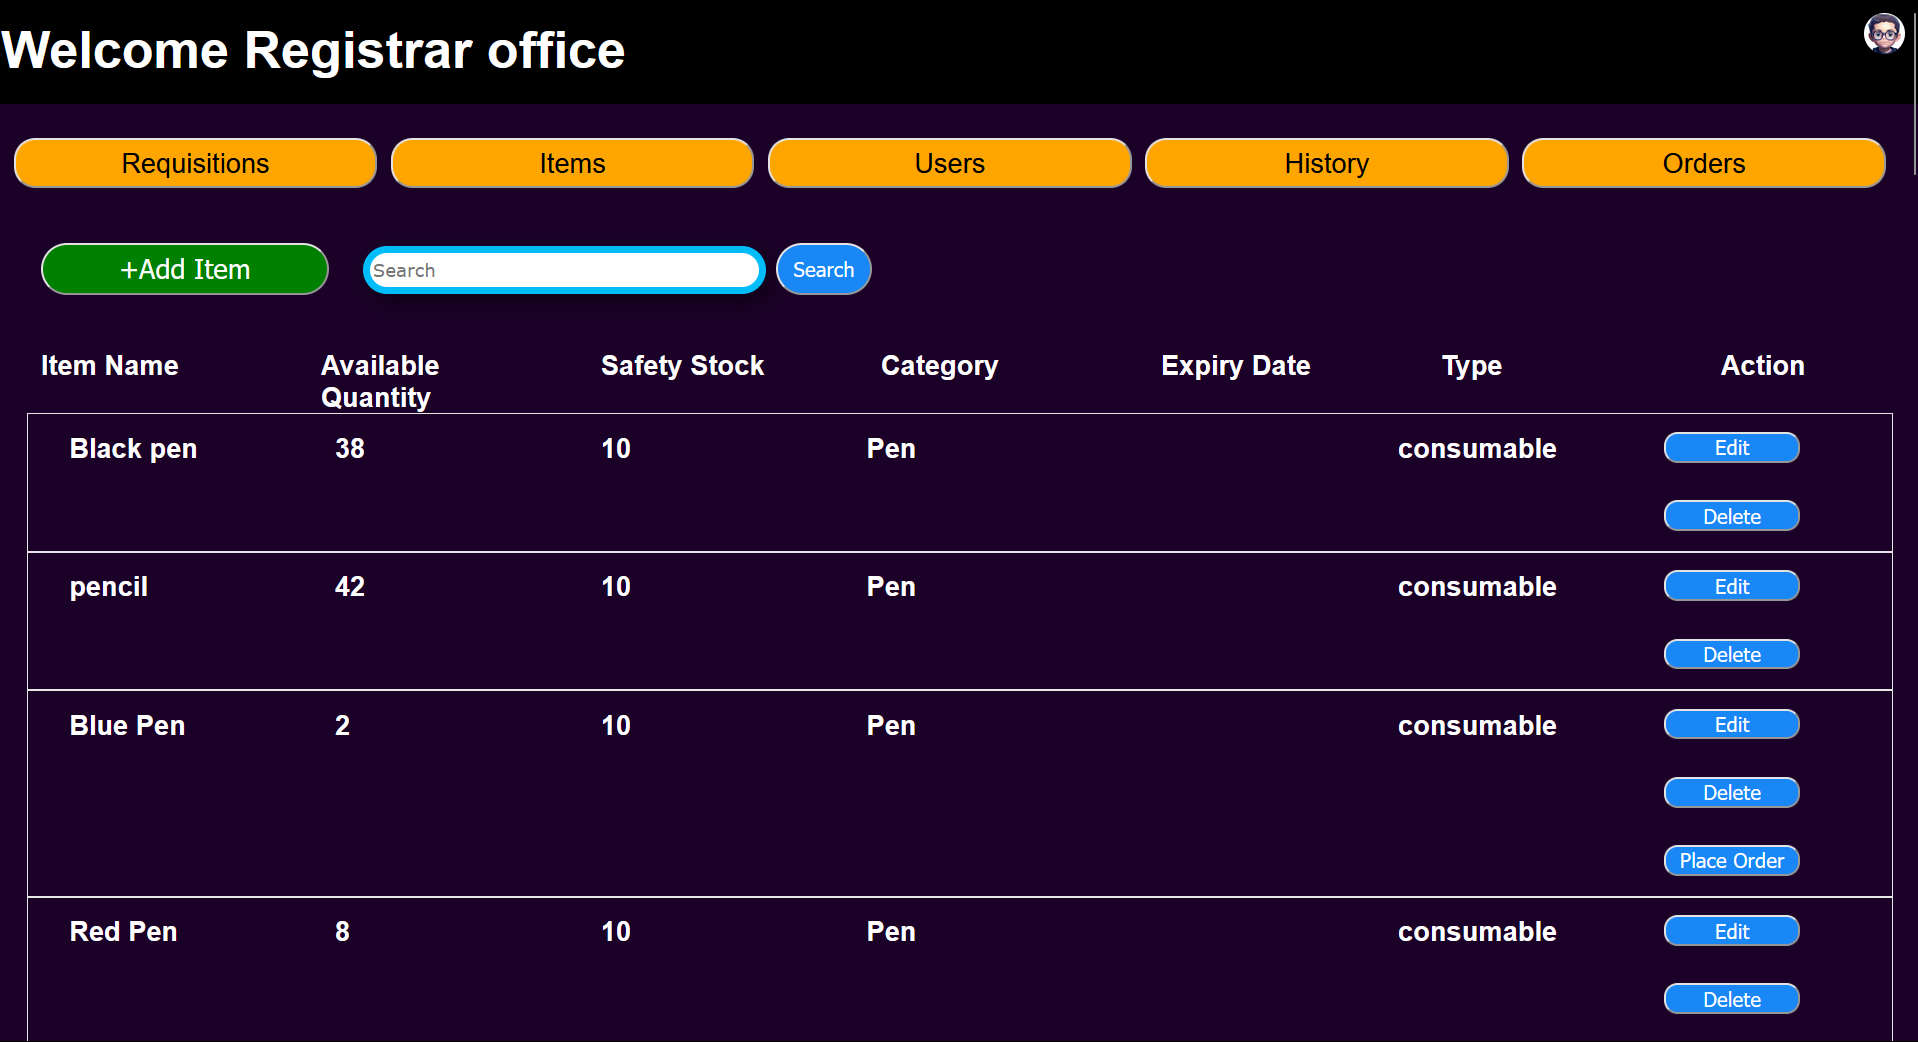 Welcome Registrar office
Requisitions Items Users History Orders
+Add Item Search Search
Item Name Available Quantity Safety Stock Category Expiry Date Type Action
Black pen 38 10 Pen consumable Edit
Delete
pencil 42 10 Pen consumable Edit
Delete
Blue Pen 2 10 Pen consumable Edit
Delete
Place Order
Red Pen 8 10 Pen consumable Edit
Delete